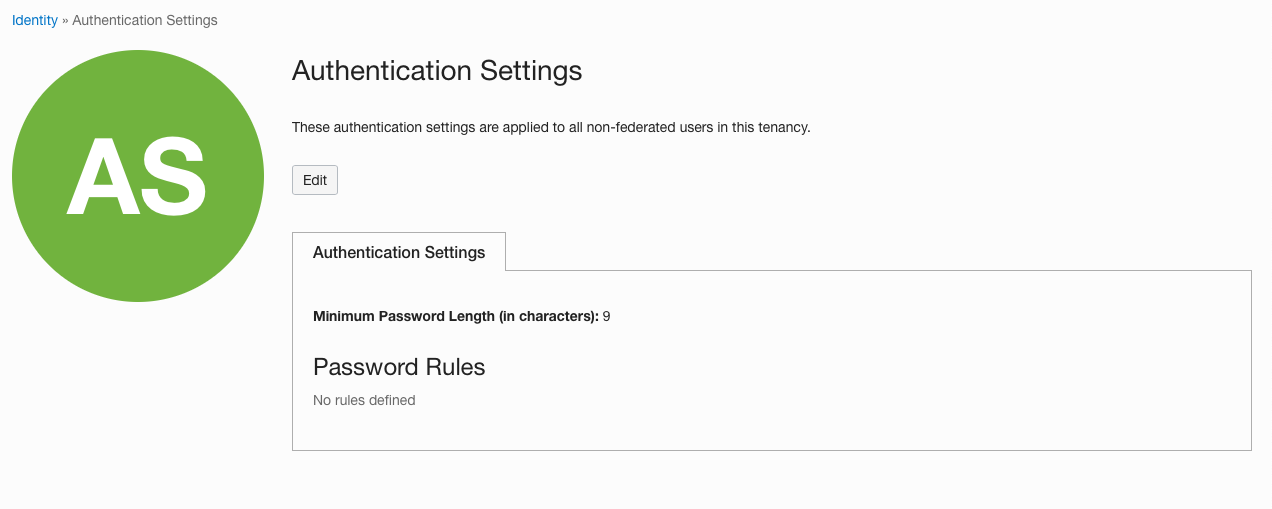 Identity » Authentication Settings
AS
Authentication Settings
These authentication settings are applied to all non-federated users in this tenancy.
Edit
Authentication Settings
Minimum Password Length (in characters): 9
Password Rules
No rules defined